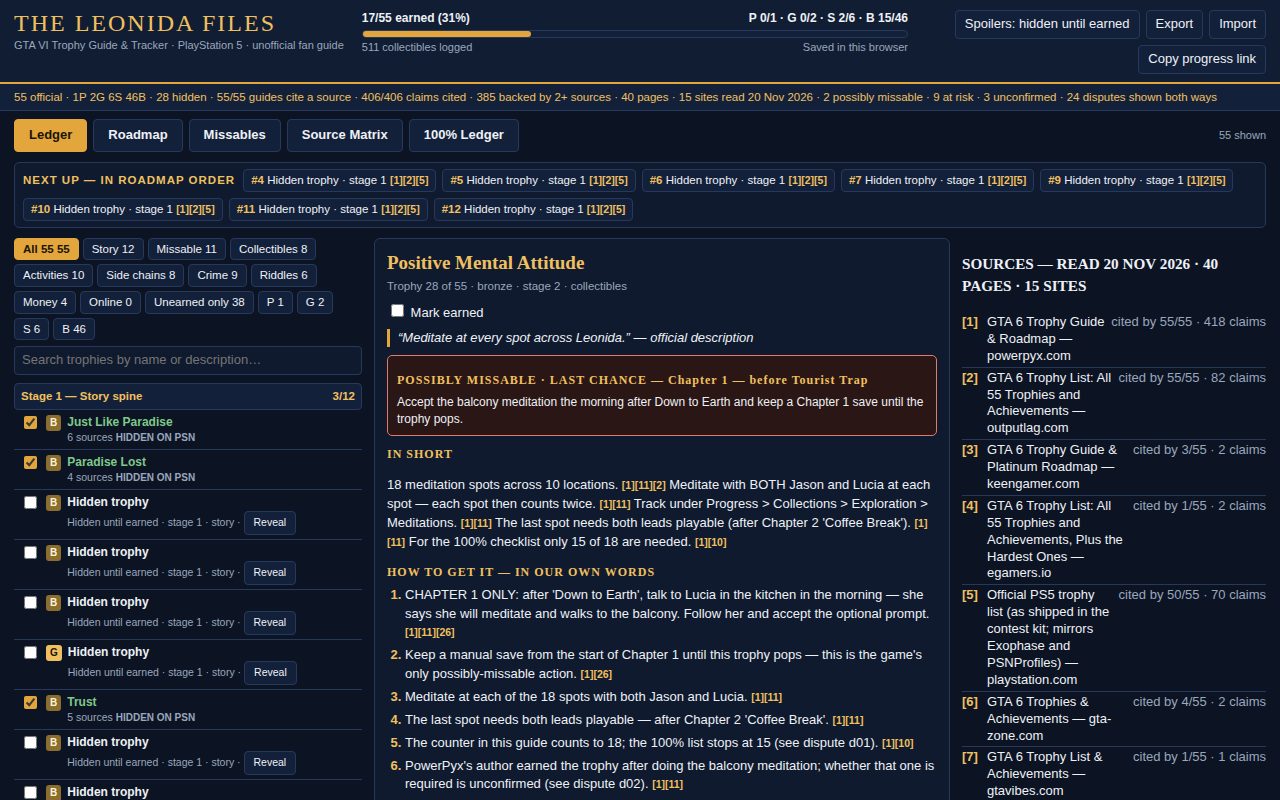 THE LEONIDA FILES
GTA VI Trophy Guide & Tracker · PlayStation 5 · unofficial fan guide
17/55 earned (31%)
P 0/1 · G 0/2 · S 2/6 · B 15/46
511 collectibles logged
Saved in this browser
Spoilers: hidden until earned
Export
Import
Copy progress link
55 official · 1P 2G 6S 46B · 28 hidden · 55/55 guides cite a source · 406/406 claims cited · 385 backed by 2+ sources · 40 pages · 15 sites read 20 Nov 2026 · 2 possibly missable · 9 at risk · 3 unconfirmed · 24 disputes shown both ways
Ledger
Roadmap
Missables
Source Matrix
100% Ledger
55 shown
NEXT UP — IN ROADMAP ORDER
#4 Hidden trophy · stage 1 [1][2][5]
#5 Hidden trophy · stage 1 [1][2][5]
#6 Hidden trophy · stage 1 [1][2][5]
#7 Hidden trophy · stage 1 [1][2][5]
#9 Hidden trophy · stage 1 [1][2][5]
#10 Hidden trophy · stage 1 [1][2][5]
#11 Hidden trophy · stage 1 [1][2][5]
#12 Hidden trophy · stage 1 [1][2][5]
All 55 55
Story 12
Missable 11
Collectibles 8
Activities 10
Side chains 8
Crime 9
Riddles 6
Money 4
Online 0
Unearned only 38
P 1
G 2
S 6
B 46
Search trophies by name or description…
Stage 1 — Story spine
3/12
B Just Like Paradise
6 sources HIDDEN ON PSN
B Paradise Lost
4 sources HIDDEN ON PSN
B Hidden trophy
Hidden until earned · stage 1 · story · Reveal
B Hidden trophy
Hidden until earned · stage 1 · story · Reveal
B Hidden trophy
Hidden until earned · stage 1 · story · Reveal
G Hidden trophy
Hidden until earned · stage 1 · story · Reveal
B Trust
5 sources HIDDEN ON PSN
B Hidden trophy
Hidden until earned · stage 1 · story · Reveal
B Hidden trophy
Positive Mental Attitude
Trophy 28 of 55 · bronze · stage 2 · collectibles
Mark earned
“Meditate at every spot across Leonida.” — official description
POSSIBLY MISSABLE · LAST CHANCE — Chapter 1 — before Tourist Trap
Accept the balcony meditation the morning after Down to Earth and keep a Chapter 1 save until the
trophy pops.
IN SHORT
18 meditation spots across 10 locations. [1][11][2] Meditate with BOTH Jason and Lucia at each
spot — each spot then counts twice. [1][11] Track under Progress > Collections > Exploration >
Meditations. [1][11] The last spot needs both leads playable (after Chapter 2 'Coffee Break'). [1]
[11] For the 100% checklist only 15 of 18 are needed. [1][10]
HOW TO GET IT — IN OUR OWN WORDS
1. CHAPTER 1 ONLY: after 'Down to Earth', talk to Lucia in the kitchen in the morning — she
says she will meditate and walks to the balcony. Follow her and accept the optional prompt.
[1][11][26]
2. Keep a manual save from the start of Chapter 1 until this trophy pops — this is the game's
only possibly-missable action. [1][26]
3. Meditate at each of the 18 spots with both Jason and Lucia. [1][11]
4. The last spot needs both leads playable — after Chapter 2 'Coffee Break'. [1][11]
5. The counter in this guide counts to 18; the 100% list stops at 15 (see dispute d01). [1][10]
6. PowerPyx's author earned the trophy after doing the balcony meditation; whether that one is
required is unconfirmed (see dispute d02). [1][11]
SOURCES — READ 20 NOV 2026 · 40
PAGES · 15 SITES
[1] GTA 6 Trophy Guide cited by 55/55 · 418 claims
& Roadmap —
powerpyx.com
[2] GTA 6 Trophy List: All cited by 55/55 · 82 claims
55 Trophies and
Achievements —
outputlag.com
[3] GTA 6 Trophy Guide & cited by 3/55 · 2 claims
Platinum Roadmap —
keengamer.com
[4] GTA 6 Trophy List: All cited by 1/55 · 2 claims
55 Trophies and
Achievements, Plus the
Hardest Ones —
egamers.io
[5] Official PS5 trophy cited by 50/55 · 70 claims
list (as shipped in the
contest kit; mirrors
Exophase and
PSNProfiles) —
playstation.com
[6] GTA 6 Trophies & cited by 4/55 · 2 claims
Achievements — gta-
zone.com
[7] GTA 6 Trophy List & cited by 1/55 · 1 claims
Achievements —
gtavibes.com